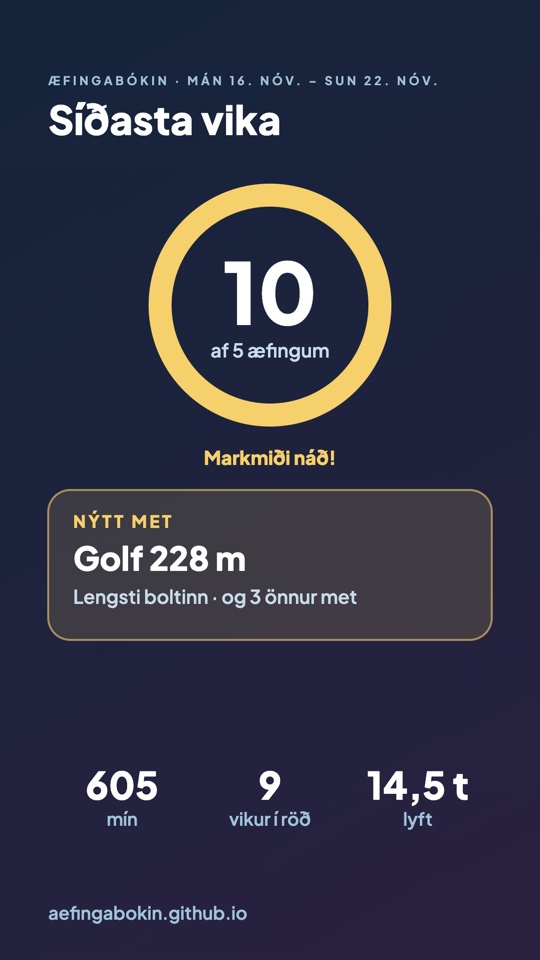 ÆFINGABÓKIN · MÁN 16. NÓV. – SUN 22. NÓV.
Síðasta vika
10
af 5 æfingum
Markmiði náð!
NÝTT MET
Golf 228 m
Lengsti boltinn · og 3 önnur met
605 9 14,5 t
mín vikur í röð lyft
aefingabokin.github.io